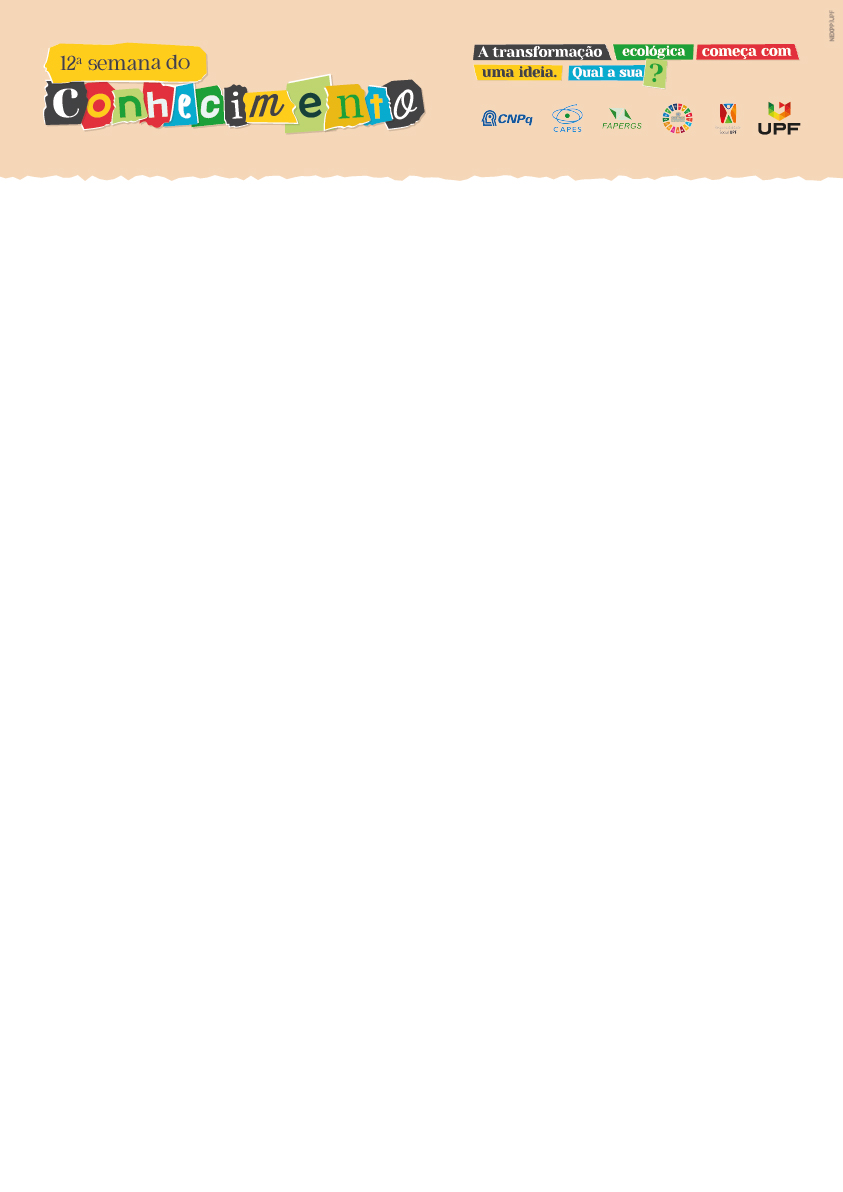 12ª semana do
conhecimento
A transformação ecológica começa com
uma ideia. Qual a sua?
CNPq
CAPES
FAPERGS
UPF